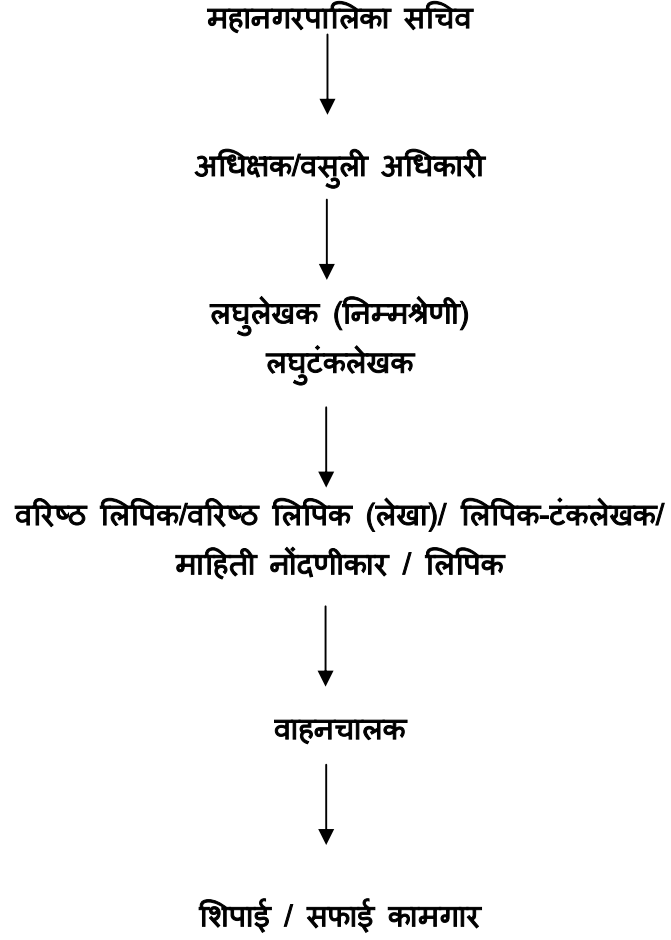 महानगरपालिका सचिव
अधिक्षक/वसुली अधिकारी
लघुलेखक (निम्मश्रेणी)
लघुटंकलेखक
वरिष्ठ लिपिक/वरिष्ठ लिपिक (लेखा)/ लिपिक-टंकलेखक/
माहिती नोंदणीकार / लिपिक
वाहनचालक
शिपाई / सफाई कामगार